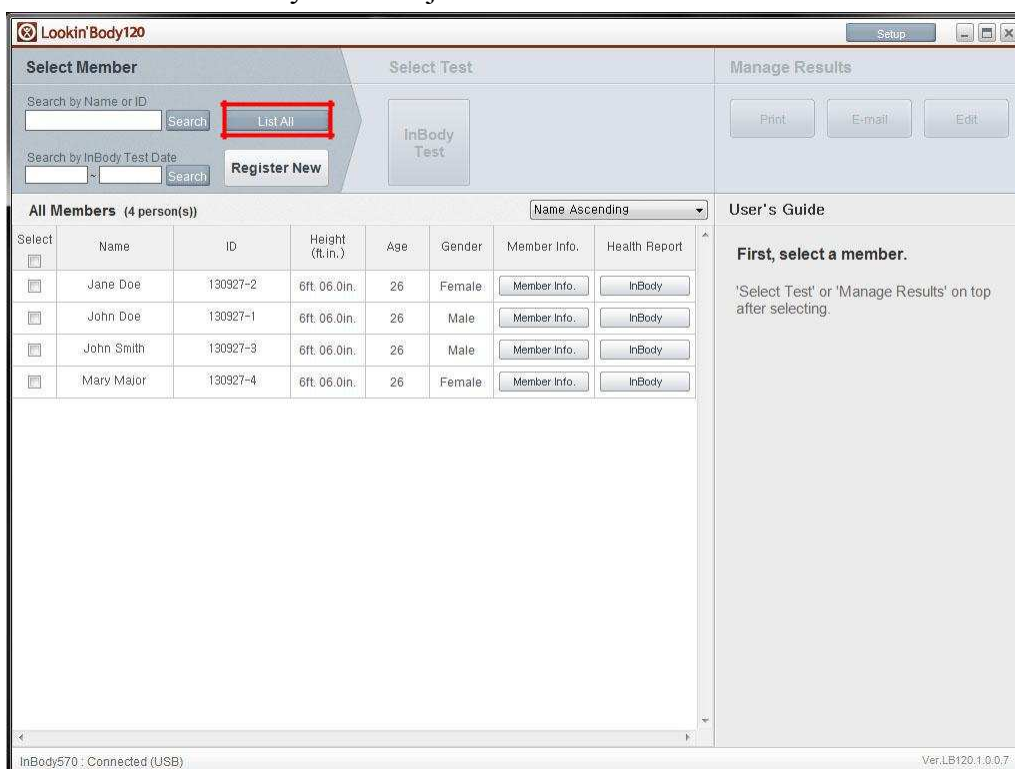 Lookin'Body120
Setup
Select Member
Select Test
Manage Results
Search by Name or ID
Search
List All
InBody
Test
Print
E-mail
Edit
Search by InBody Test Date
~
Search
Register New
All Members (4 person(s))
Name Ascending
User's Guide
Select
Name
ID
Height
(ft.in.)
Age
Gender
Member Info.
Health Report
Jane Doe 130927-2 6ft. 06.0in. 26 Female Member Info. InBody
John Doe 130927-1 6ft. 06.0in. 26 Male Member Info. InBody
John Smith 130927-3 6ft. 06.0in. 26 Male Member Info. InBody
Mary Major 130927-4 6ft. 06.0in. 26 Female Member Info. InBody
First, select a member.
'Select Test' or 'Manage Results' on top
after selecting.
InBody570 : Connected (USB)
Ver.LB120.1.0.0.7